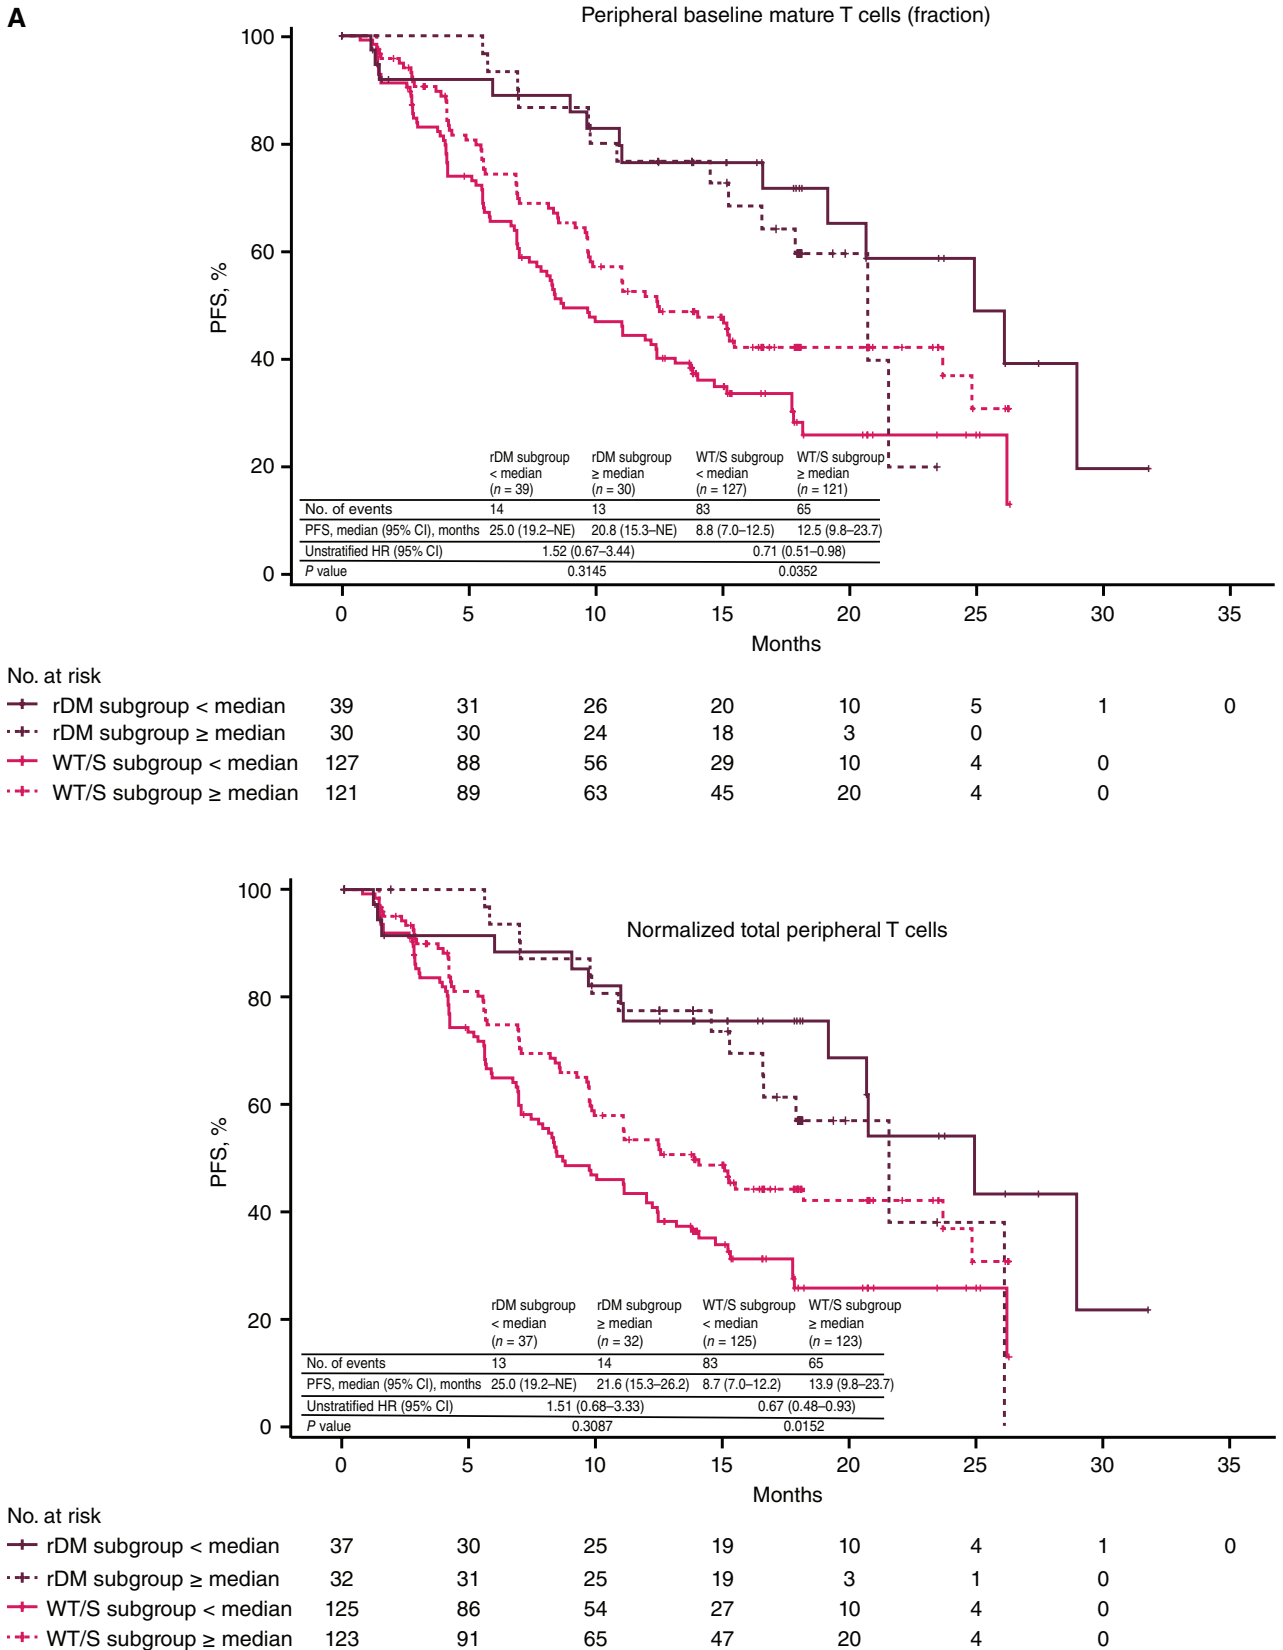 A
Peripheral baseline mature T cells (fraction)
100
80
60
40
20
0
PFS, %
rDM subgroup < median (n = 39) rDM subgroup ≥ median (n = 30) WT/S subgroup < median (n = 127) WT/S subgroup ≥ median (n = 121)
No. of events 14 13 83 65
PFS, median (95% CI), months 25.0 (19.2–NE) 20.8 (15.3–NE) 8.8 (7.0–12.5) 12.5 (9.8–23.7)
Unstratified HR (95% CI) 1.52 (0.67–3.44) 0.71 (0.51–0.98)
P value 0.3145 0.0352
0 5 10 15 20 25 30 35
Months
No. at risk
rDM subgroup < median 39 31 26 20 10 5 1 0
rDM subgroup ≥ median 30 30 24 18 3 0
WT/S subgroup < median 127 88 56 29 10 4 0
WT/S subgroup ≥ median 121 89 63 45 20 4 0
Normalized total peripheral T cells
100
80
60
40
20
0
PFS, %
rDM subgroup < median (n = 37) rDM subgroup ≥ median (n = 32) WT/S subgroup < median (n = 125) WT/S subgroup ≥ median (n = 123)
No. of events 13 14 83 65
PFS, median (95% CI), months 25.0 (19.2–NE) 21.6 (15.3–26.2) 8.7 (7.0–12.2) 13.9 (9.8–23.7)
Unstratified HR (95% CI) 1.51 (0.68–3.33) 0.67 (0.48–0.93)
P value 0.3087 0.0152
0 5 10 15 20 25 30 35
Months
No. at risk
rDM subgroup < median 37 30 25 19 10 4 1 0
rDM subgroup ≥ median 32 31 25 19 3 1 0
WT/S subgroup < median 125 86 54 27 10 4 0
WT/S subgroup ≥ median 123 91 65 47 20 4 0